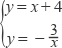 y = x + 4
y = -3/x